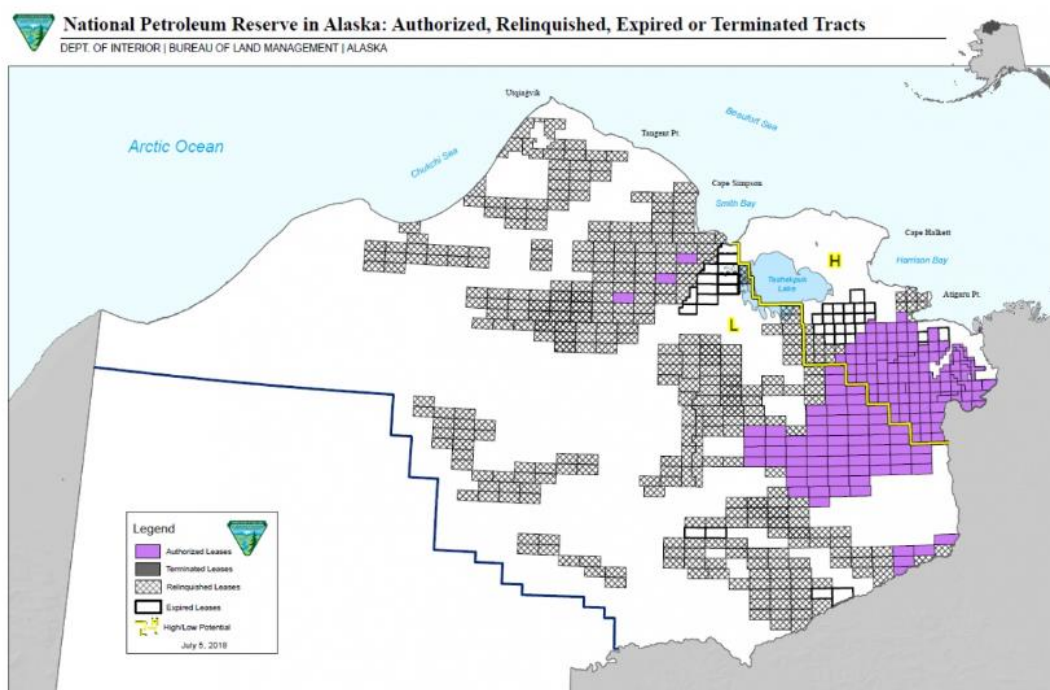 National Petroleum Reserve in Alaska: Authorized, Relinquished, Expired or Terminated Tracts
DEPT. OF INTERIOR | BUREAU OF LAND MANAGEMENT | ALASKA
Utqiagvik
Beaufort Sea
Arctic Ocean
Tangent Pt.
Chukchi Sea
Cape Simpson
Smith Bay
Cape Halkett
H
Harrison Bay
Teshekpuk
Lake
Atigaru Pt.
L
Legend
Authorized Leases
Terminated Leases
Relinquished Leases
Expired Leases
High/Low Potential
July 5, 2018